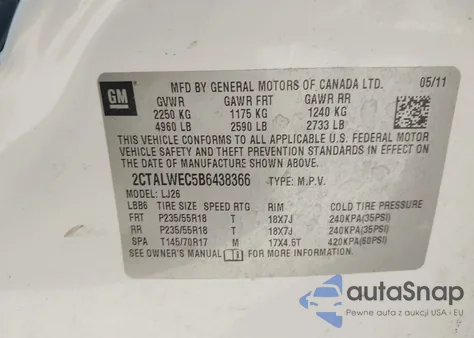 GM
MFD BY GENERAL MOTORS OF CANADA LTD. 05/11
GVWR GAWR FRT GAWR RR
2250 KG 1175 KG 1240 KG
4960 LB 2590 LB 2733 LB
THIS VEHICLE CONFORMS TO ALL APPLICABLE U.S. FEDERAL MOTOR
VEHICLE SAFETY AND THEFT PREVENTION STANDARDS IN EFFECT ON
THE DATE OF MANUFACTURE SHOWN ABOVE.
2CTALWEC5B6438366 TYPE: M.P.V.
MODEL: LJ26
LBB6 TIRE SIZE SPEED RTG RIM COLD TIRE PRESSURE
FRT P235/55R18 T 18X7J 240KPA(35PSI)
RR P235/55R18 T 18X7J 240KPA(35PSI)
SPA T145/70R17 M 17X4.5T 420KPA(60PSI)
SEE OWNER'S MANUAL FOR MORE INFORMATION.
autaSnap
Pewne auta z aukcji USA i EU